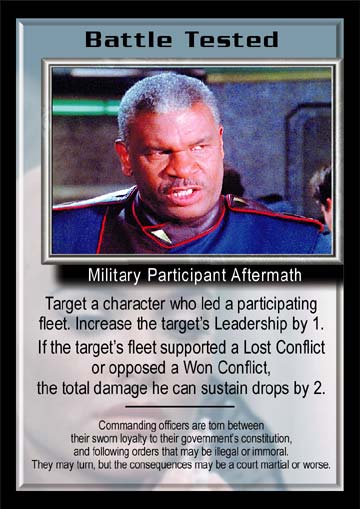 Battle Tested
Military Participant Aftermath
Target a character who led a participating
fleet. Increase the target's Leadership by 1.
If the target's fleet supported a Lost Conflict
or opposed a Won Conflict,
the total damage he can sustain drops by 2.
Commanding officers are torn between
their sworn loyalty to their government's constitution,
and following orders that may be illegal or immoral.
They may turn, but the consequences may be a court martial or worse.